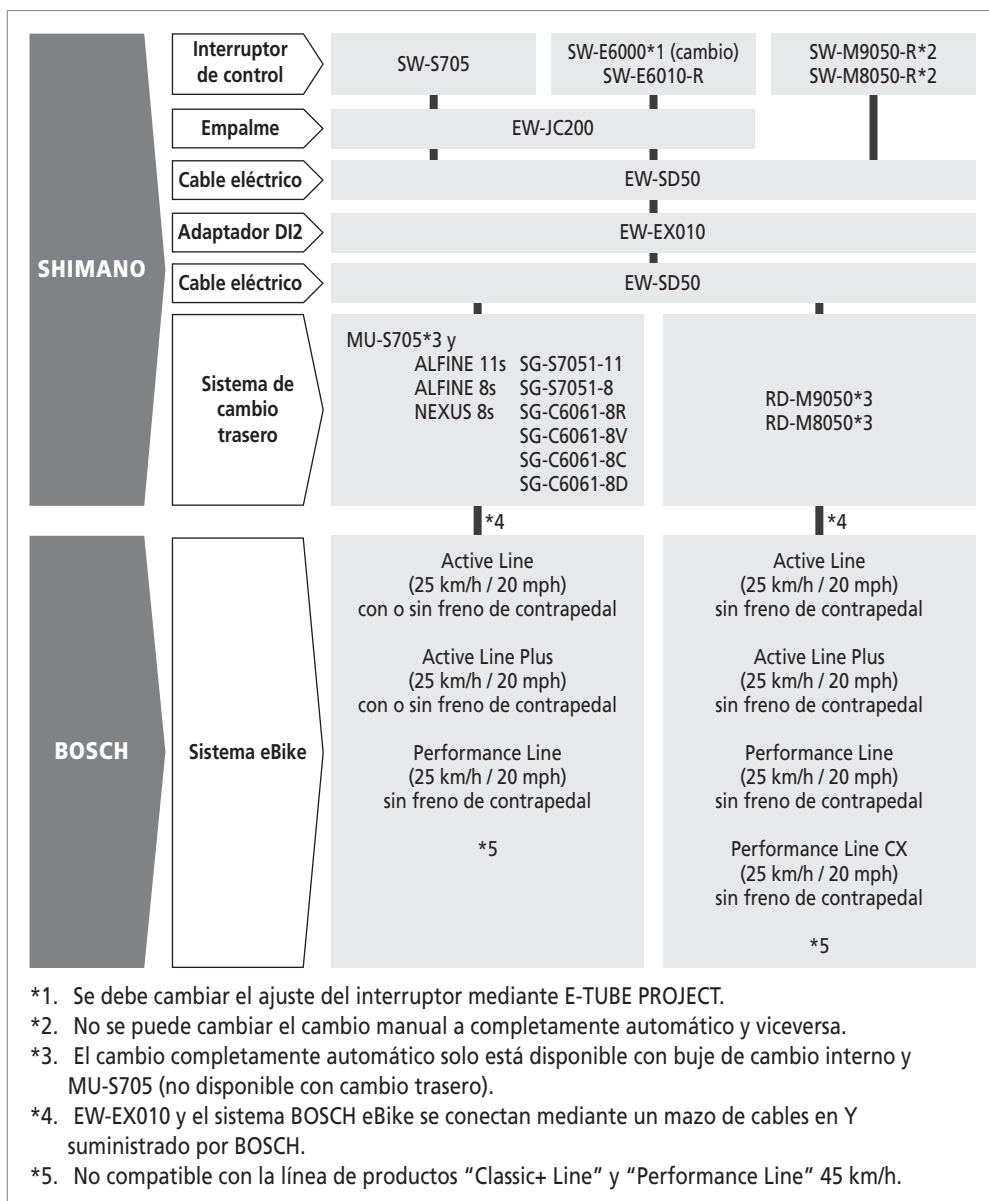 SHIMANO
Interruptor
de control
SW-S705
SW-E6000*1 (cambio)
SW-E6010-R
SW-M9050-R*2
SW-M8050-R*2
Empalme
EW-JC200
Cable eléctrico
EW-SD50
Adaptador DI2
EW-EX010
Cable eléctrico
EW-SD50
Sistema de
cambio
trasero
MU-S705*3 y
ALFINE 11s SG-S7051-11
ALFINE 8s SG-S7051-8
NEXUS 8s SG-C6061-8R
SG-C6061-8V
SG-C6061-8C
SG-C6061-8D
RD-M9050*3
RD-M8050*3
*4
*4
BOSCH
Sistema eBike
Active Line
(25 km/h / 20 mph)
con o sin freno de contrapedal
Active Line Plus
(25 km/h / 20 mph)
con o sin freno de contrapedal
Performance Line
(25 km/h / 20 mph)
sin freno de contrapedal
*5
Active Line
(25 km/h / 20 mph)
sin freno de contrapedal
Active Line Plus
(25 km/h / 20 mph)
sin freno de contrapedal
Performance Line
(25 km/h / 20 mph)
sin freno de contrapedal
Performance Line CX
(25 km/h / 20 mph)
sin freno de contrapedal
*5
*1. Se debe cambiar el ajuste del interruptor mediante E-TUBE PROJECT.
*2. No se puede cambiar el cambio manual a completamente automático y viceversa.
*3. El cambio completamente automático solo está disponible con buje de cambio interno y
MU-S705 (no disponible con cambio trasero).
*4. EW-EX010 y el sistema BOSCH eBike se conectan mediante un mazo de cables en Y
suministrado por BOSCH.
*5. No compatible con la línea de productos “Classic+ Line” y “Performance Line” 45 km/h.